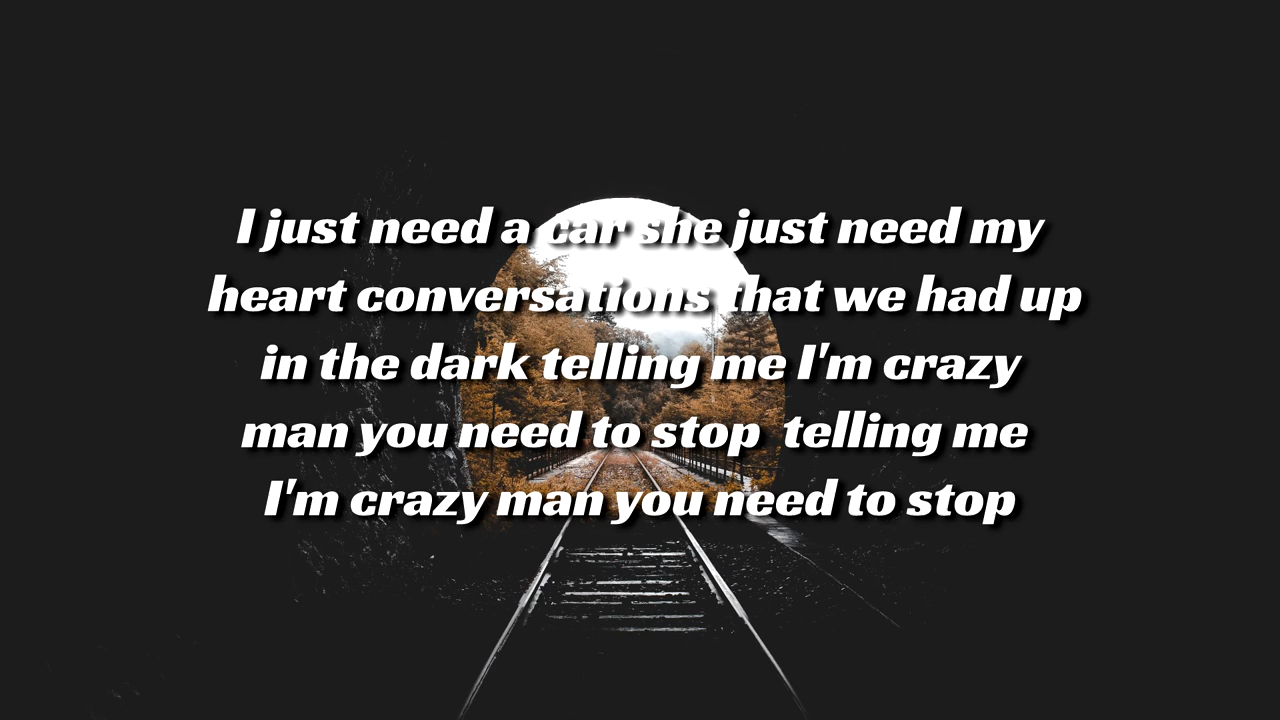 I just need a car she just need my
heart conversations that we had up
in the dark telling me I'm crazy
man you need to stop  telling me
I'm crazy man you need to stop